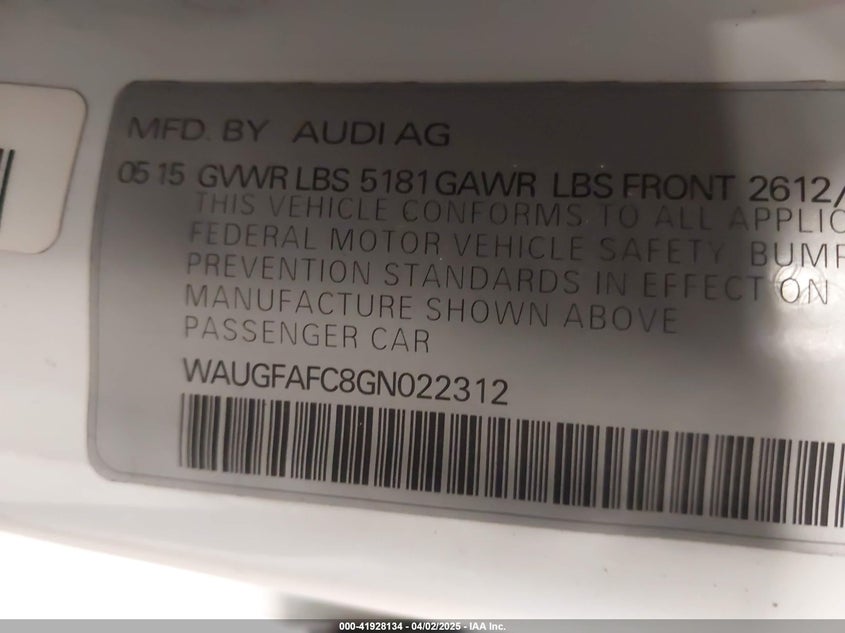 MFD. BY AUDI AG
05 15 GVWR LBS 5181 GAWR LBS FRONT 2612/
THIS VEHICLE CONFORMS TO ALL APPLIC
FEDERAL MOTOR VEHICLE SAFETY BUMP
PREVENTION STANDARDS IN EFFECT ON
MANUFACTURE SHOWN ABOVE
PASSENGER CAR
WAUGFAFC8GN022312
000-41928134 - 04/02/2025 - IAA Inc.